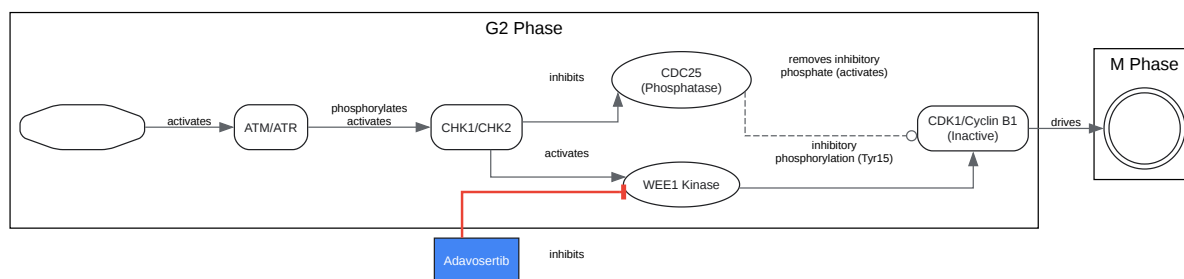 G2 Phase
activates
ATM/ATR
phosphorylates
activates
CHK1/CHK2
inhibits
CDC25
(Phosphatase)
removes inhibitory
phosphate (activates)
activates
WEE1 Kinase
inhibitory
phosphorylation (Tyr15)
CDK1/Cyclin B1
(Inactive)
drives
M Phase
Adavosertib
inhibits